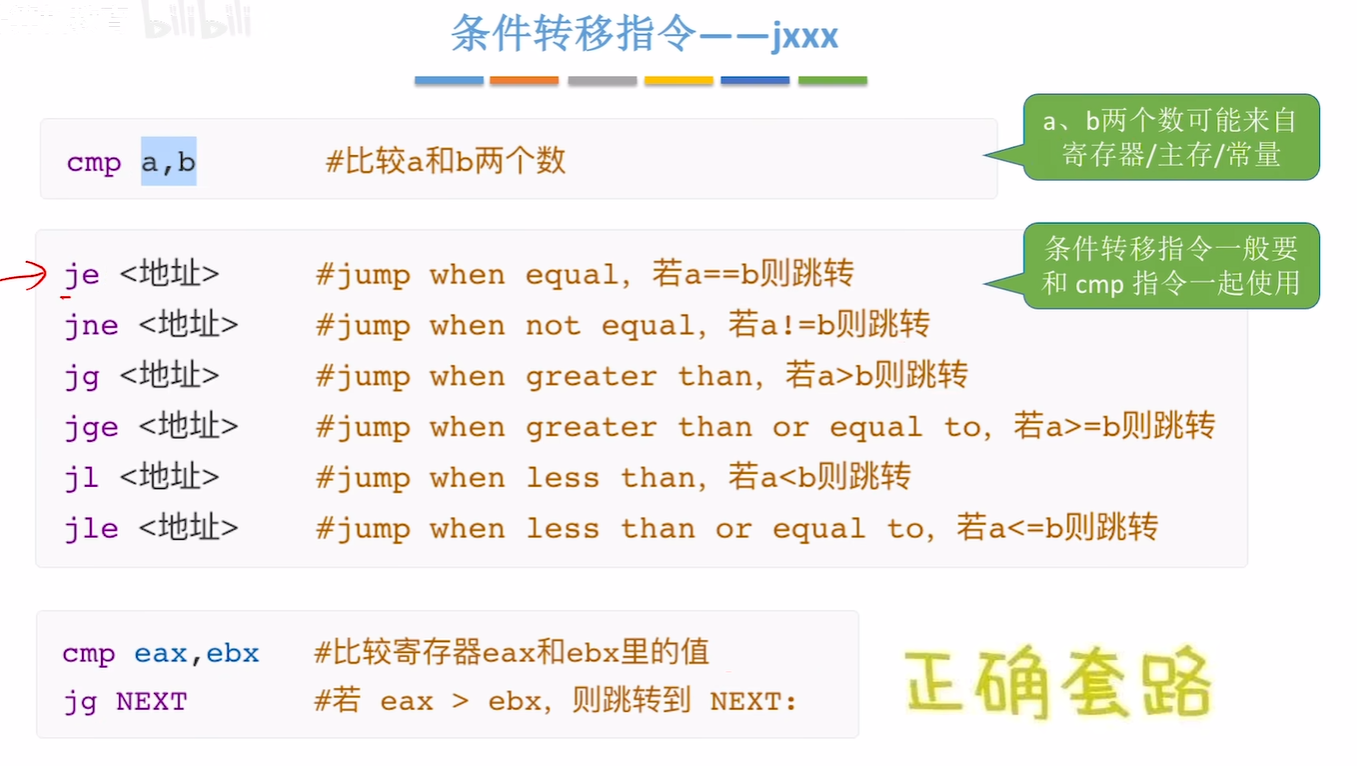 bilibili
条件转移指令——jxxx
cmp a,b #比较a和b两个数
a、b两个数可能来自
寄存器/主存/常量
条件转移指令一般要
和 cmp 指令一起使用
je <地址> #jump when equal，若a==b则跳转
jne <地址> #jump when not equal，若a!=b则跳转
jg <地址> #jump when greater than，若a>b则跳转
jge <地址> #jump when greater than or equal to，若a>=b则跳转
jl <地址> #jump when less than，若a<b则跳转
jle <地址> #jump when less than or equal to，若a<=b则跳转
cmp eax,ebx #比较寄存器eax和ebx里的值
jg NEXT #若 eax > ebx，则跳转到 NEXT:
正确套路